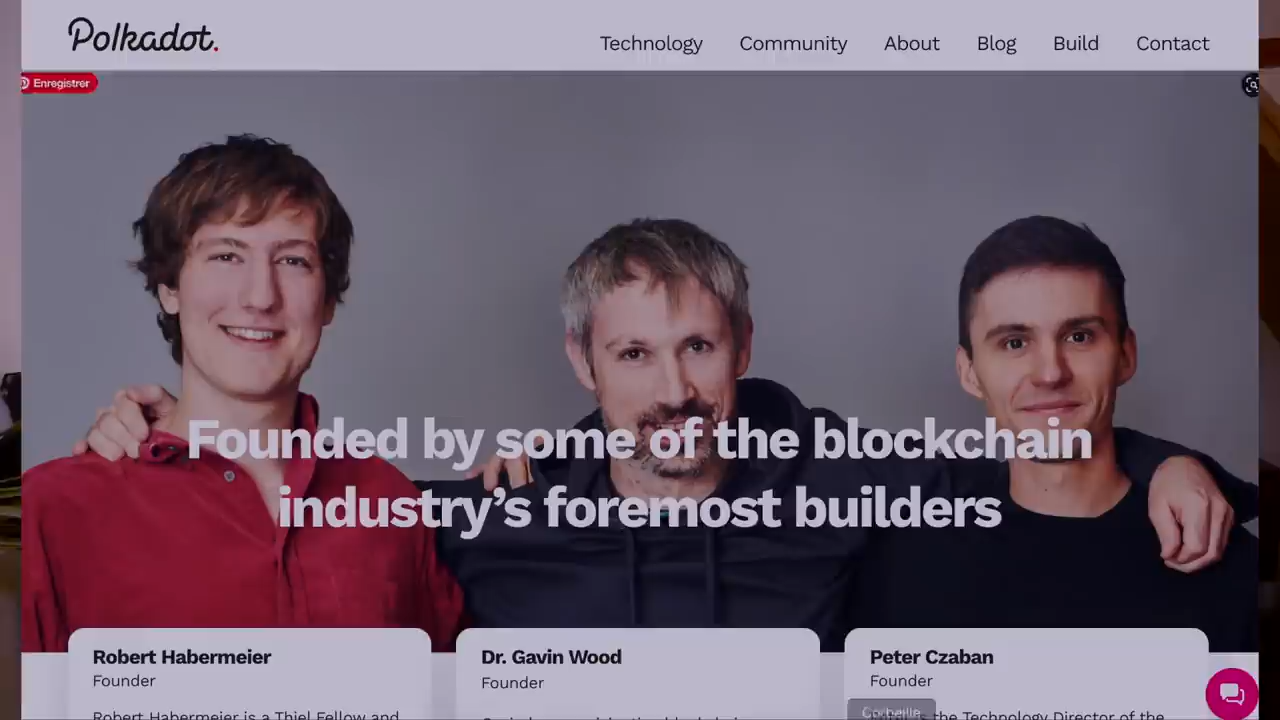 Polkadot.
Technology Community About Blog Build Contact
Enregistrer
Founded by some of the blockchain
industry's foremost builders
Robert Habermeier
Founder
Robert Habermeier is a Thiel Fellow and
Dr. Gavin Wood
Founder
Peter Czaban
Founder
Corbeille
is the Technology Director of the